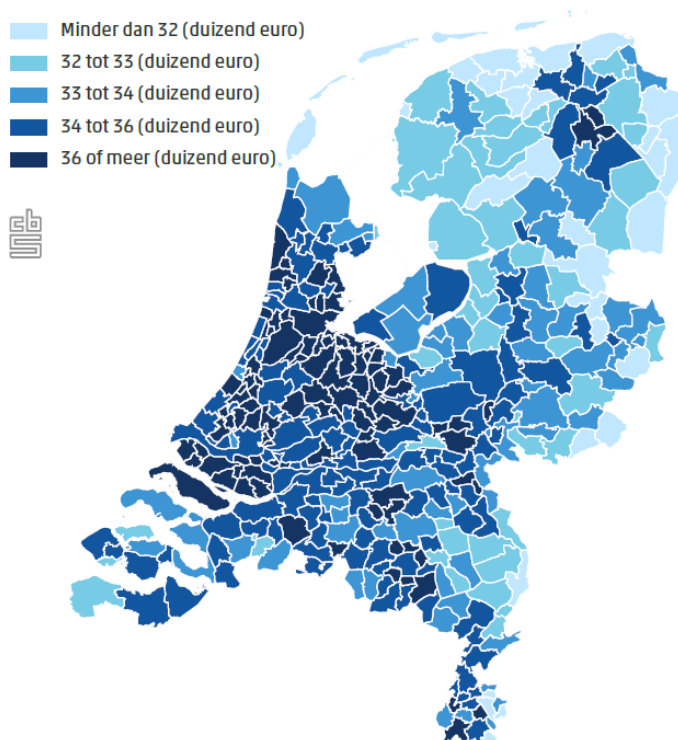 Minder dan 32 (duizend euro)
32 tot 33 (duizend euro)
33 tot 34 (duizend euro)
34 tot 36 (duizend euro)
36 of meer (duizend euro)
cbs